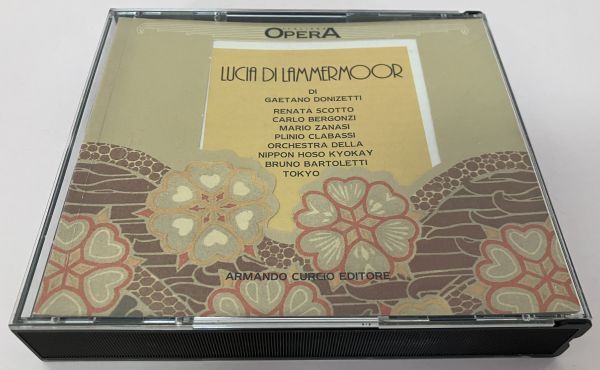 OPERA
LUCIA DI LAMMERMOOR
DI
GAETANO DONIZETTI
RENATA SCOTTO
CARLO BERGONZI
MARIO ZANASI
PLINIO CLABASSI
ORCHESTRA DELLA
NIPPON HOSO KYOKAY
BRUNO BARTOLETTI
TOKYO
ARMANDO CURCIO EDITORE